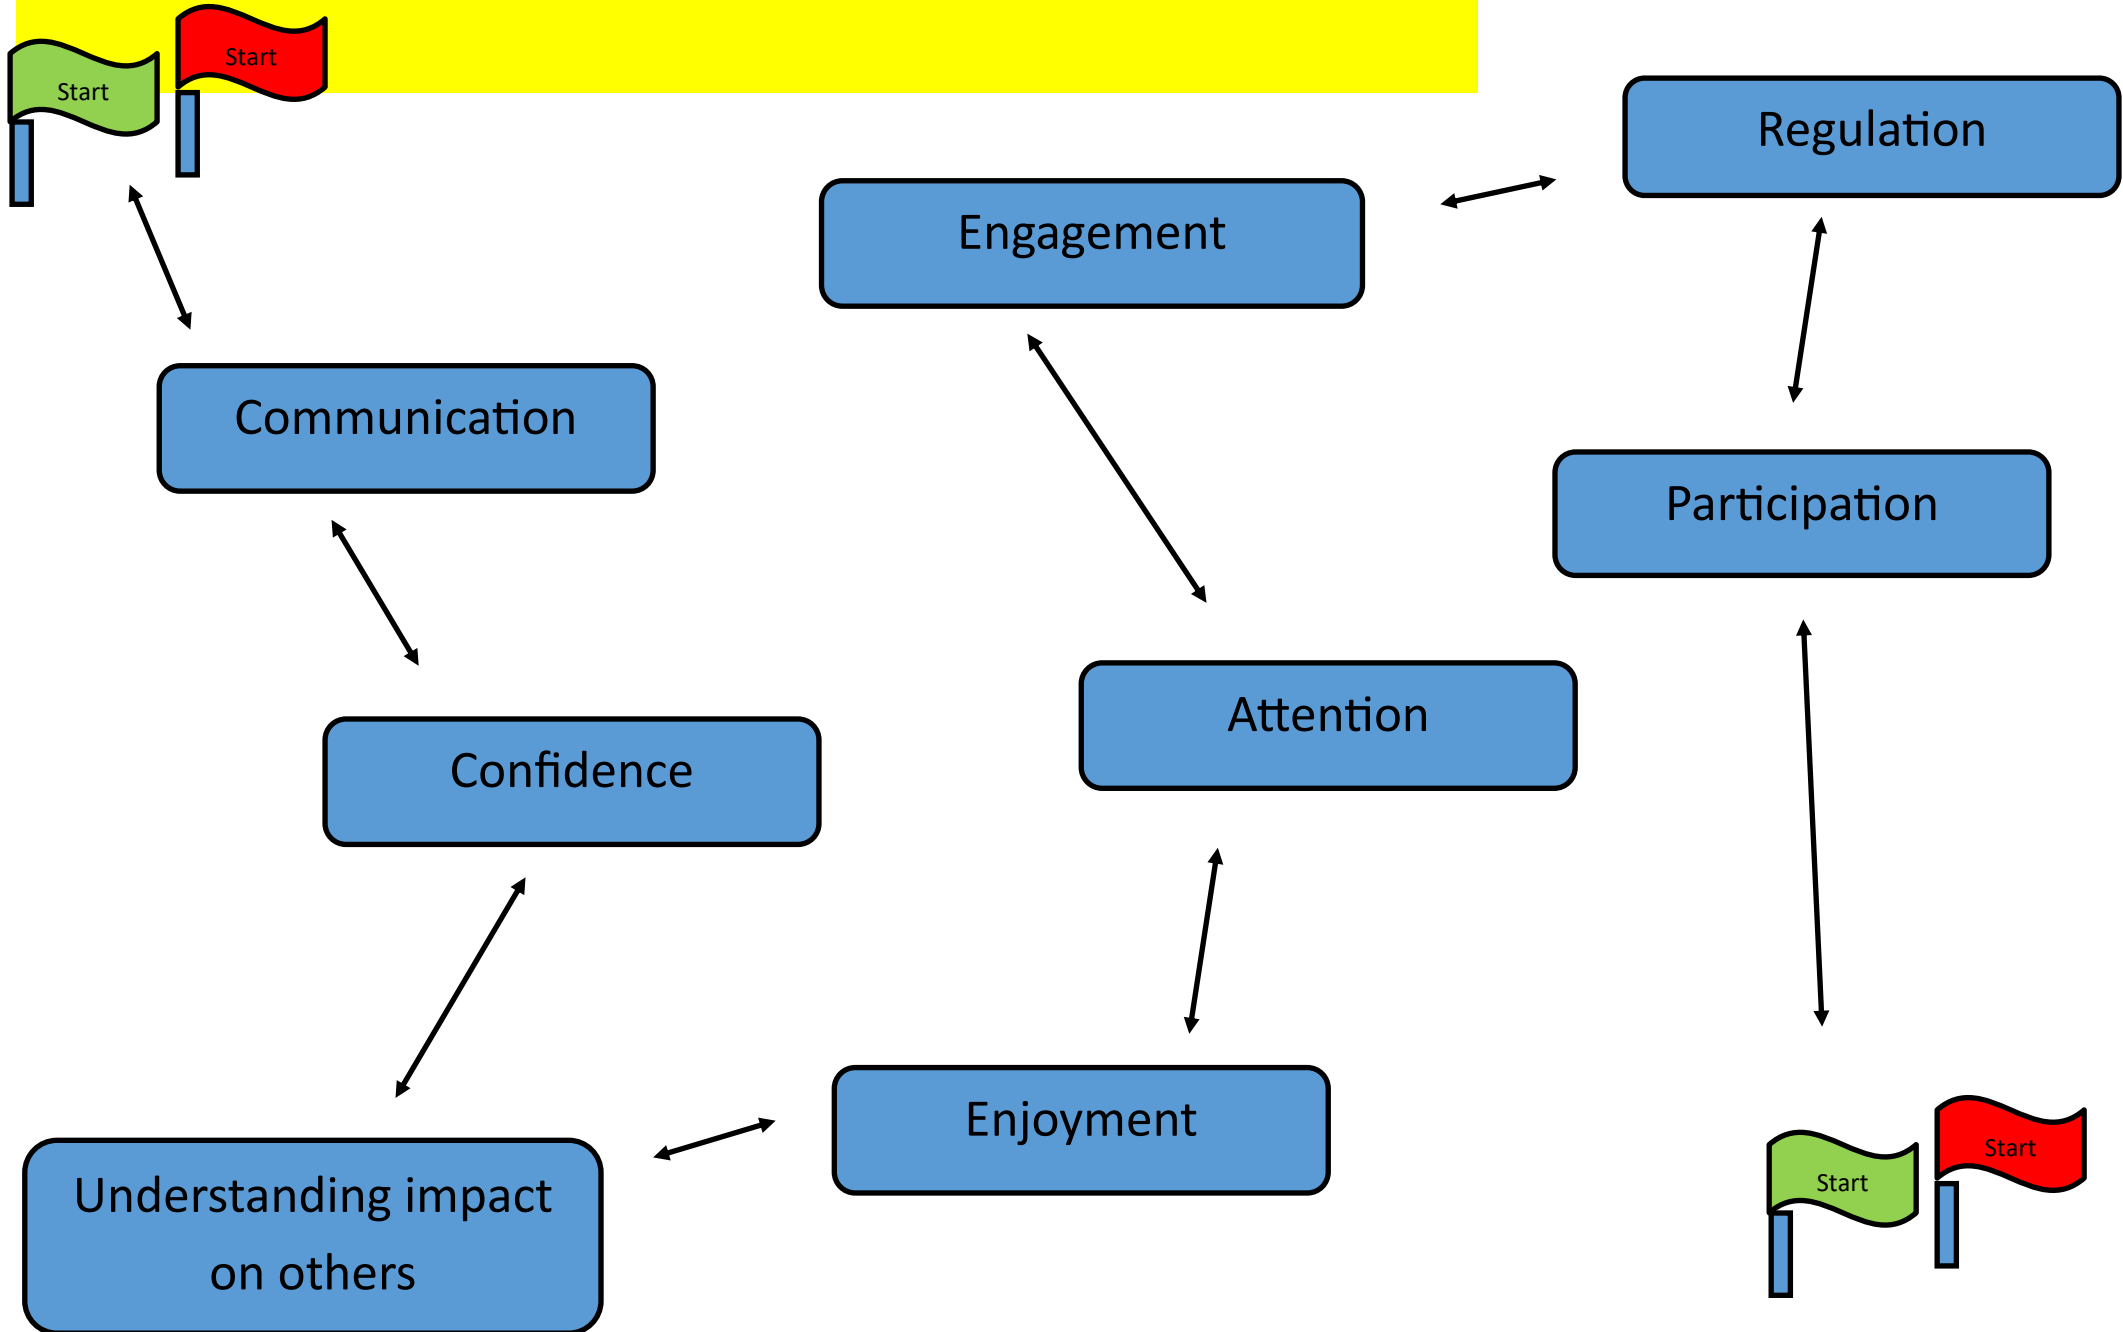 Start
Start
Regulation
Engagement
Communication
Participation
Attention
Confidence
Enjoyment
Understanding impact
on others
Start
Start